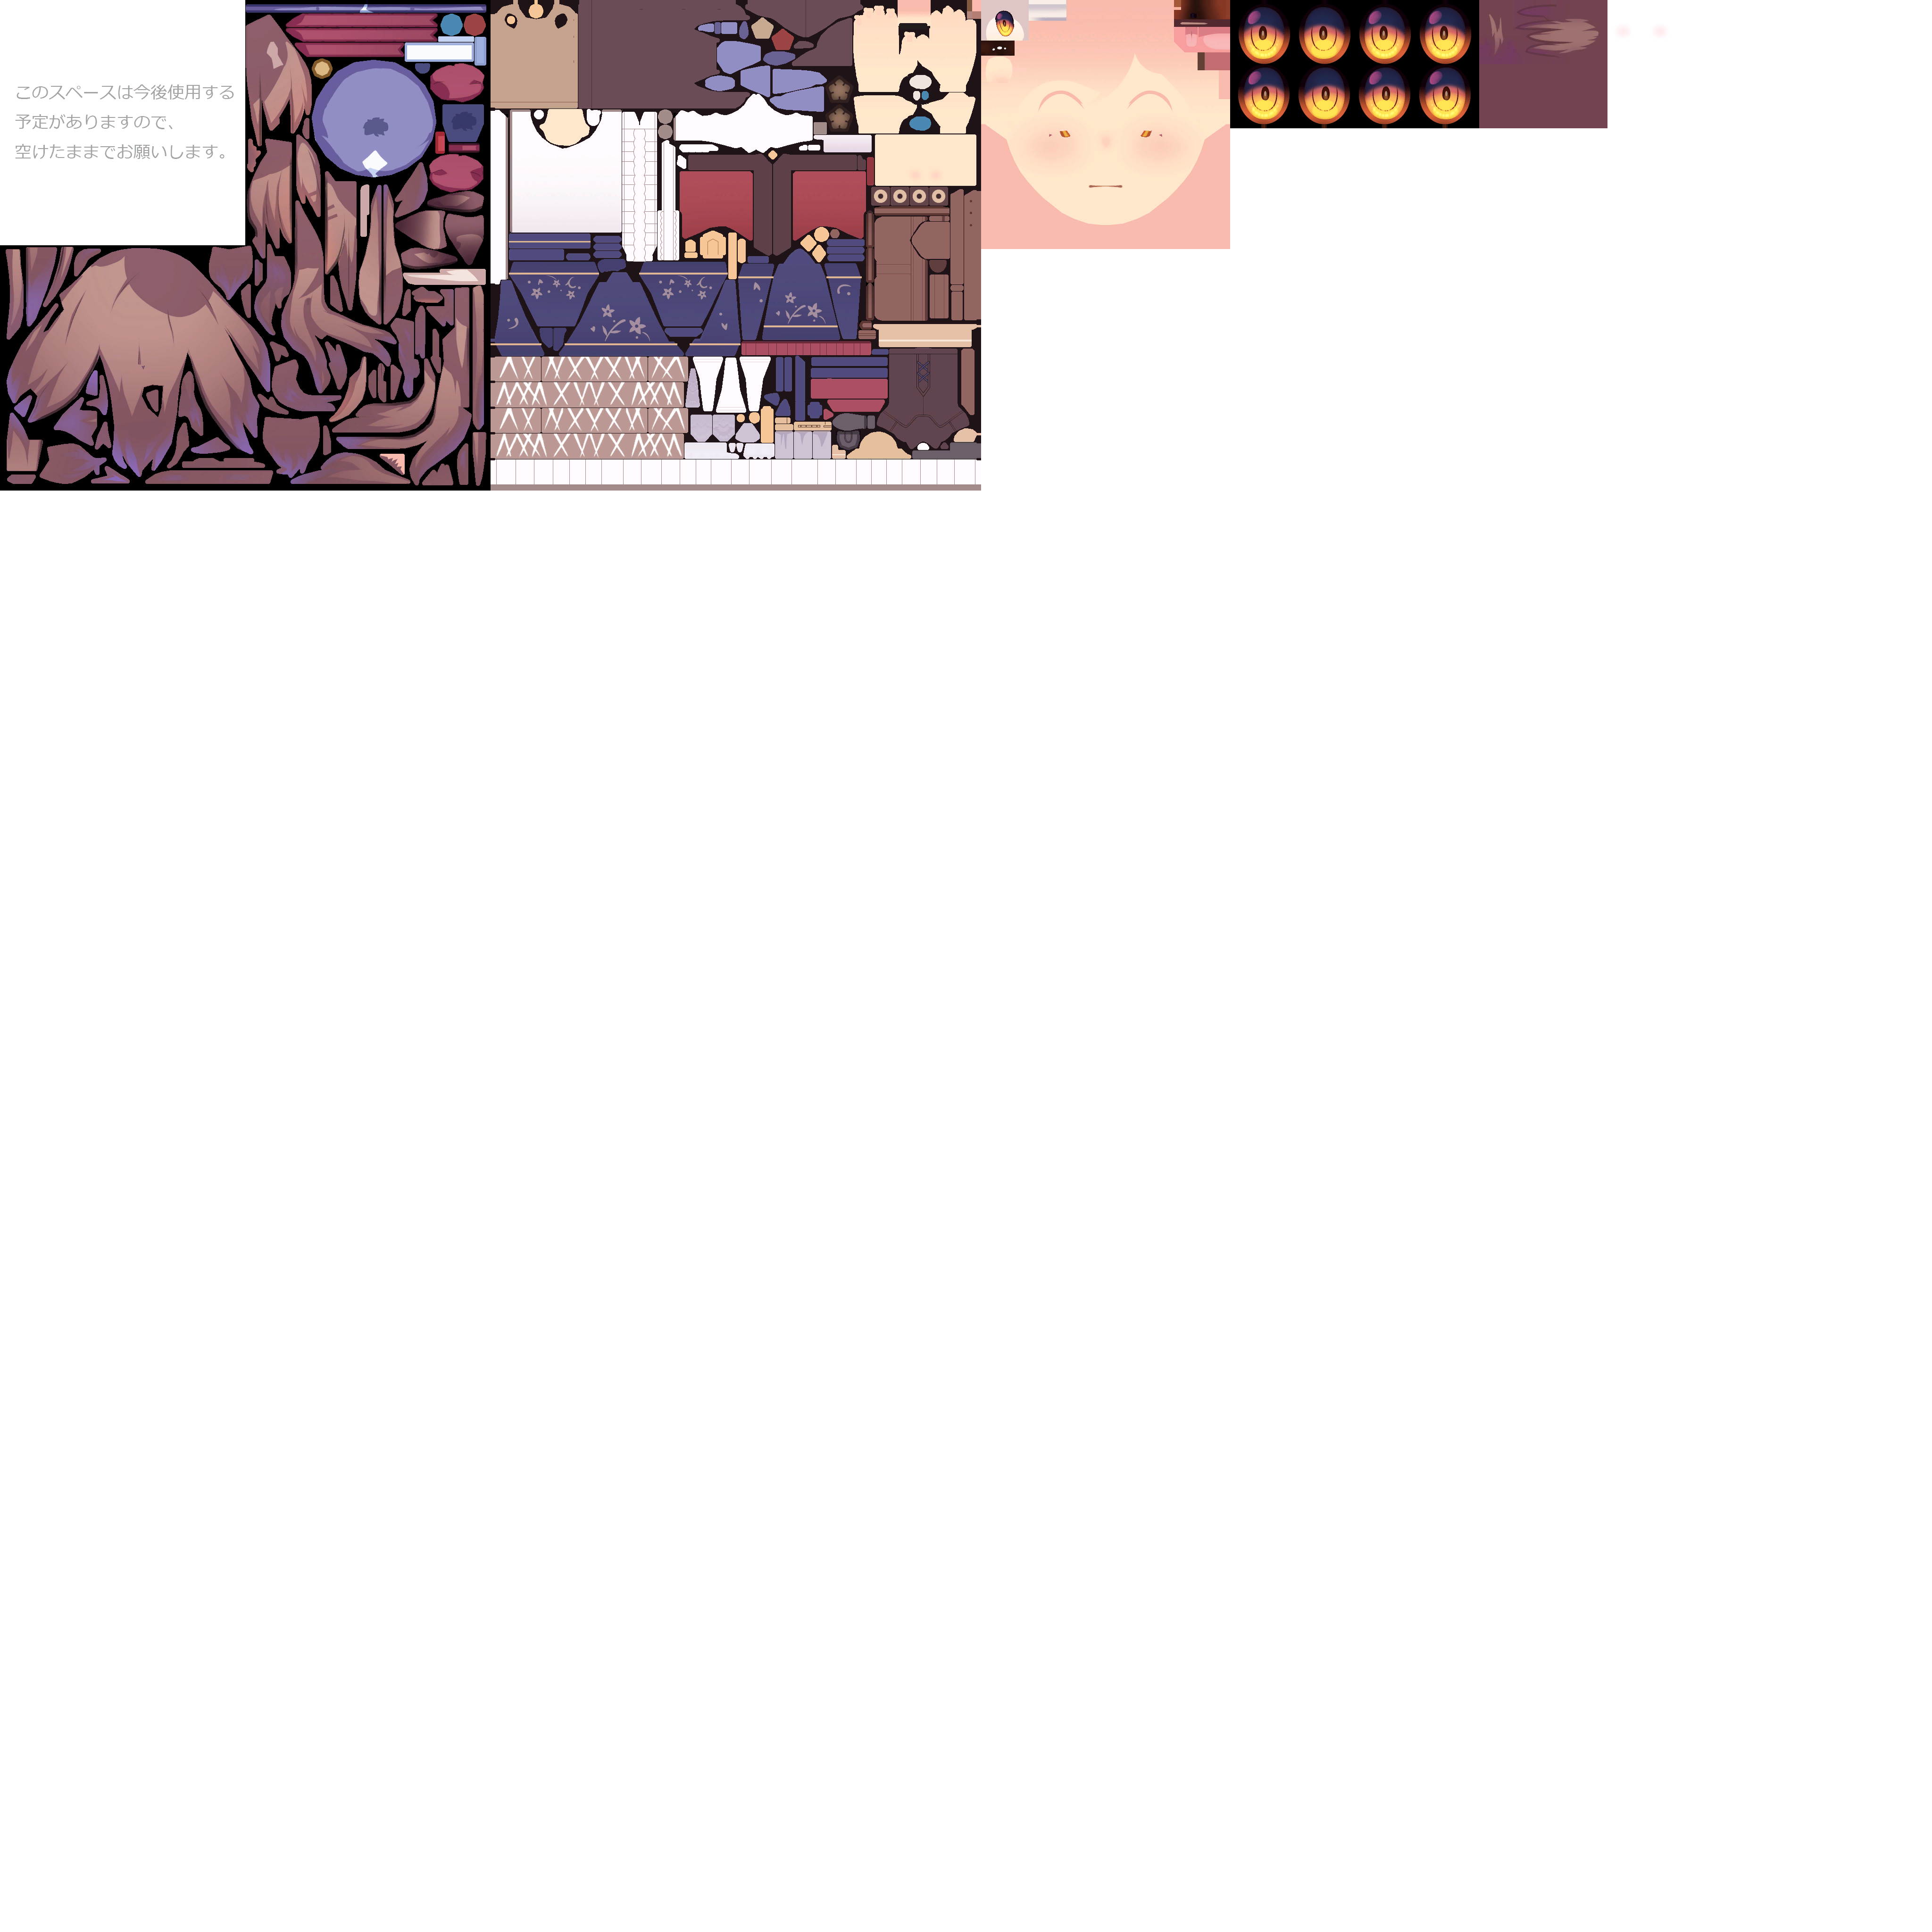 このスペースは今後使用する
予定がありますので、
空けたままでお願いします。